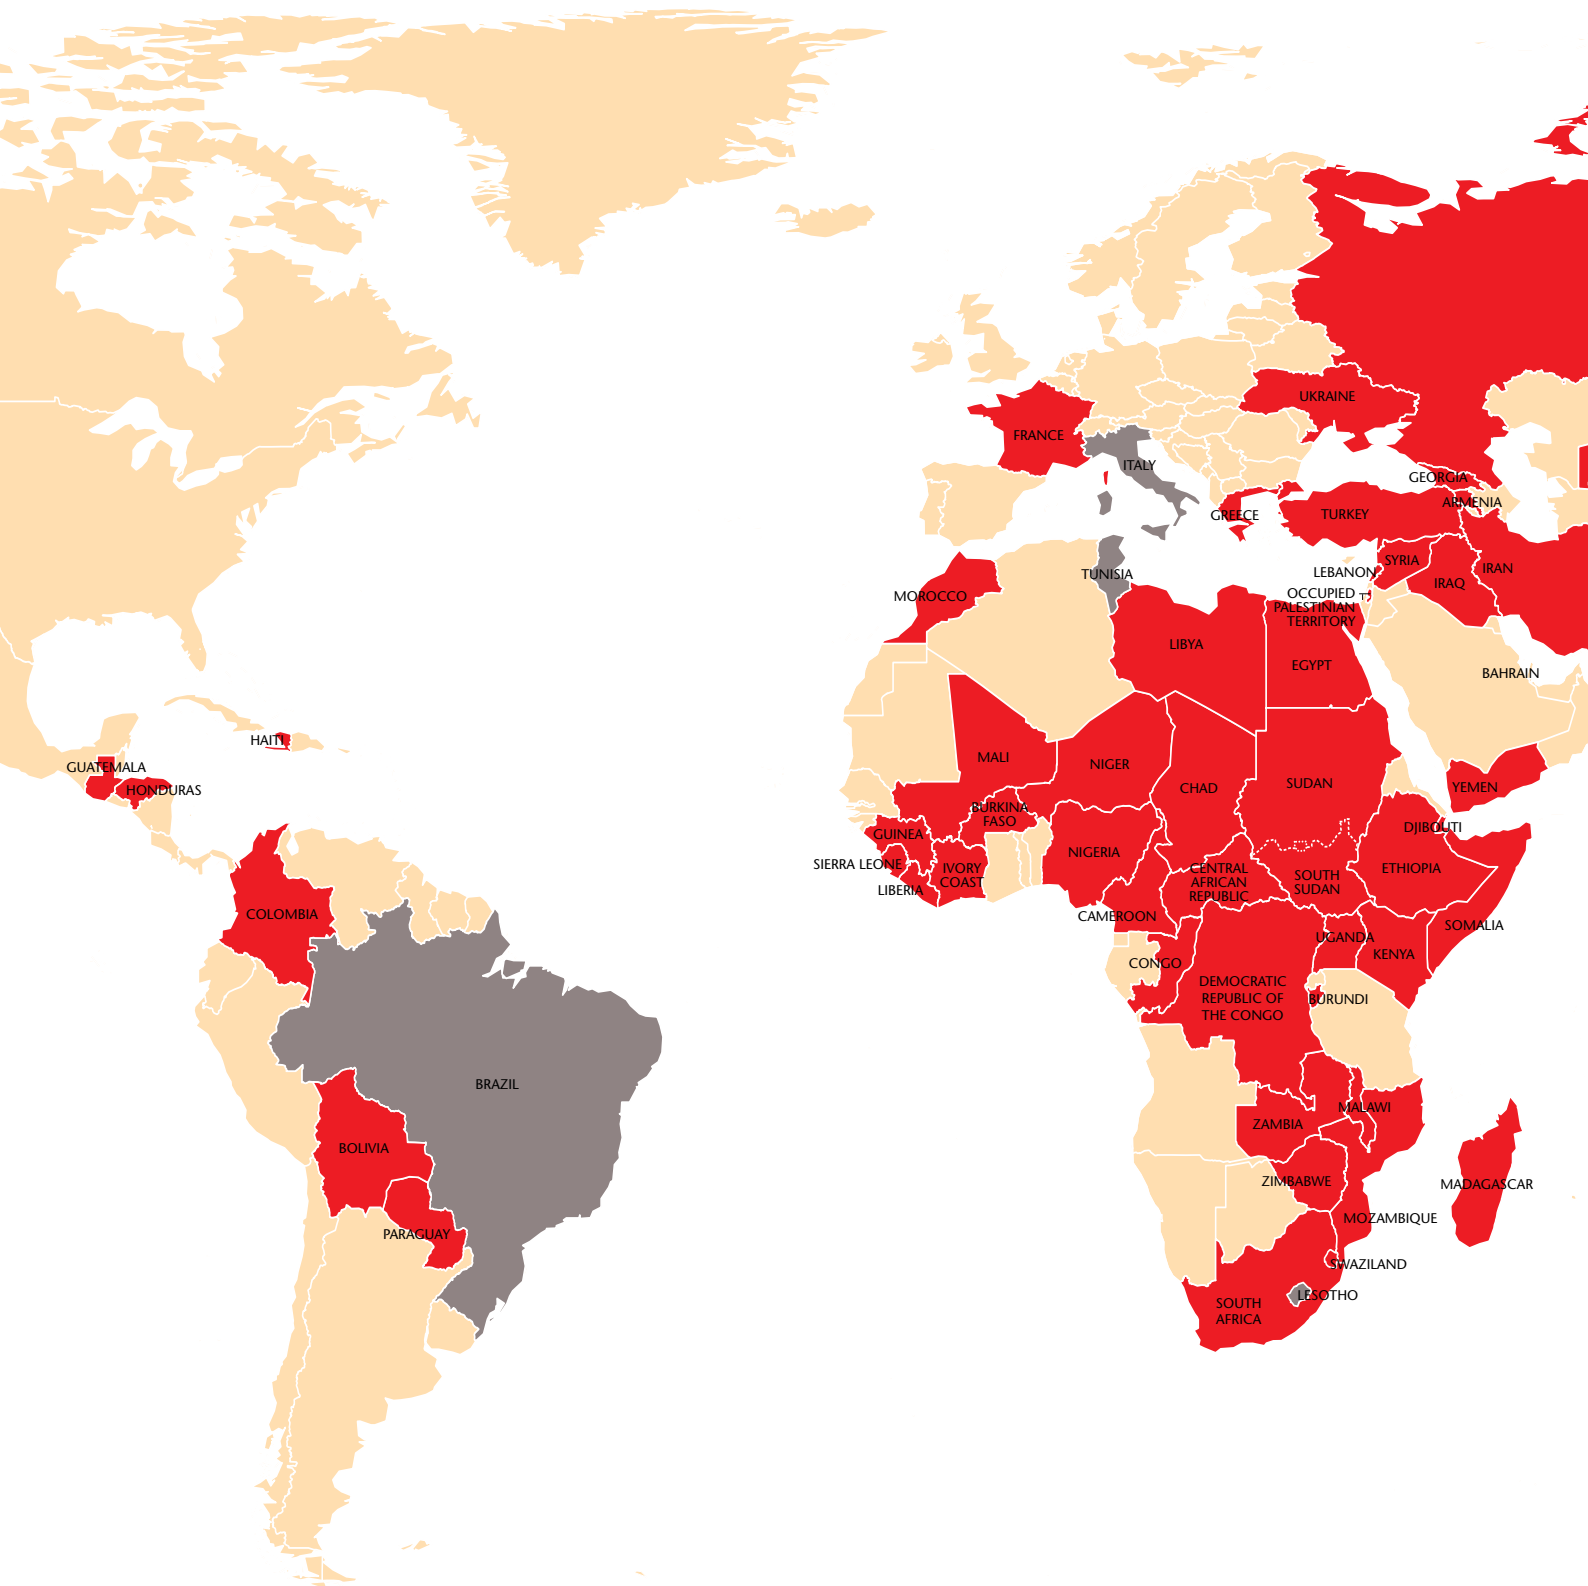 UKRAINE
FRANCE
ITALY
GEORGIA
ARMENIA
GREECE
TURKEY
SYRIA
LEBANON
IRAN
IRAQ
TUNISIA
MOROCCO
OCCUPIED
PALESTINIAN
TERRITORY
LIBYA
EGYPT
BAHRAIN
HAITI
GUATEMALA
HONDURAS
MALI
NIGER
CHAD
SUDAN
YEMEN
BURKINA
FASO
DJIBOUTI
GUINEA
NIGERIA
SIERRA LEONE
IVORY
COAST
CENTRAL
AFRICAN
REPUBLIC
SOUTH
SUDAN
ETHIOPIA
LIBERIA
COLOMBIA
CAMEROON
SOMALIA
UGANDA
KENYA
CONGO
DEMOCRATIC
REPUBLIC OF
THE CONGO
BURUNDI
BRAZIL
MALAWI
ZAMBIA
BOLIVIA
ZIMBABWE
MADAGASCAR
MOZAMBIQUE
PARAGUAY
SWAZILAND
LESOTHO
SOUTH
AFRICA